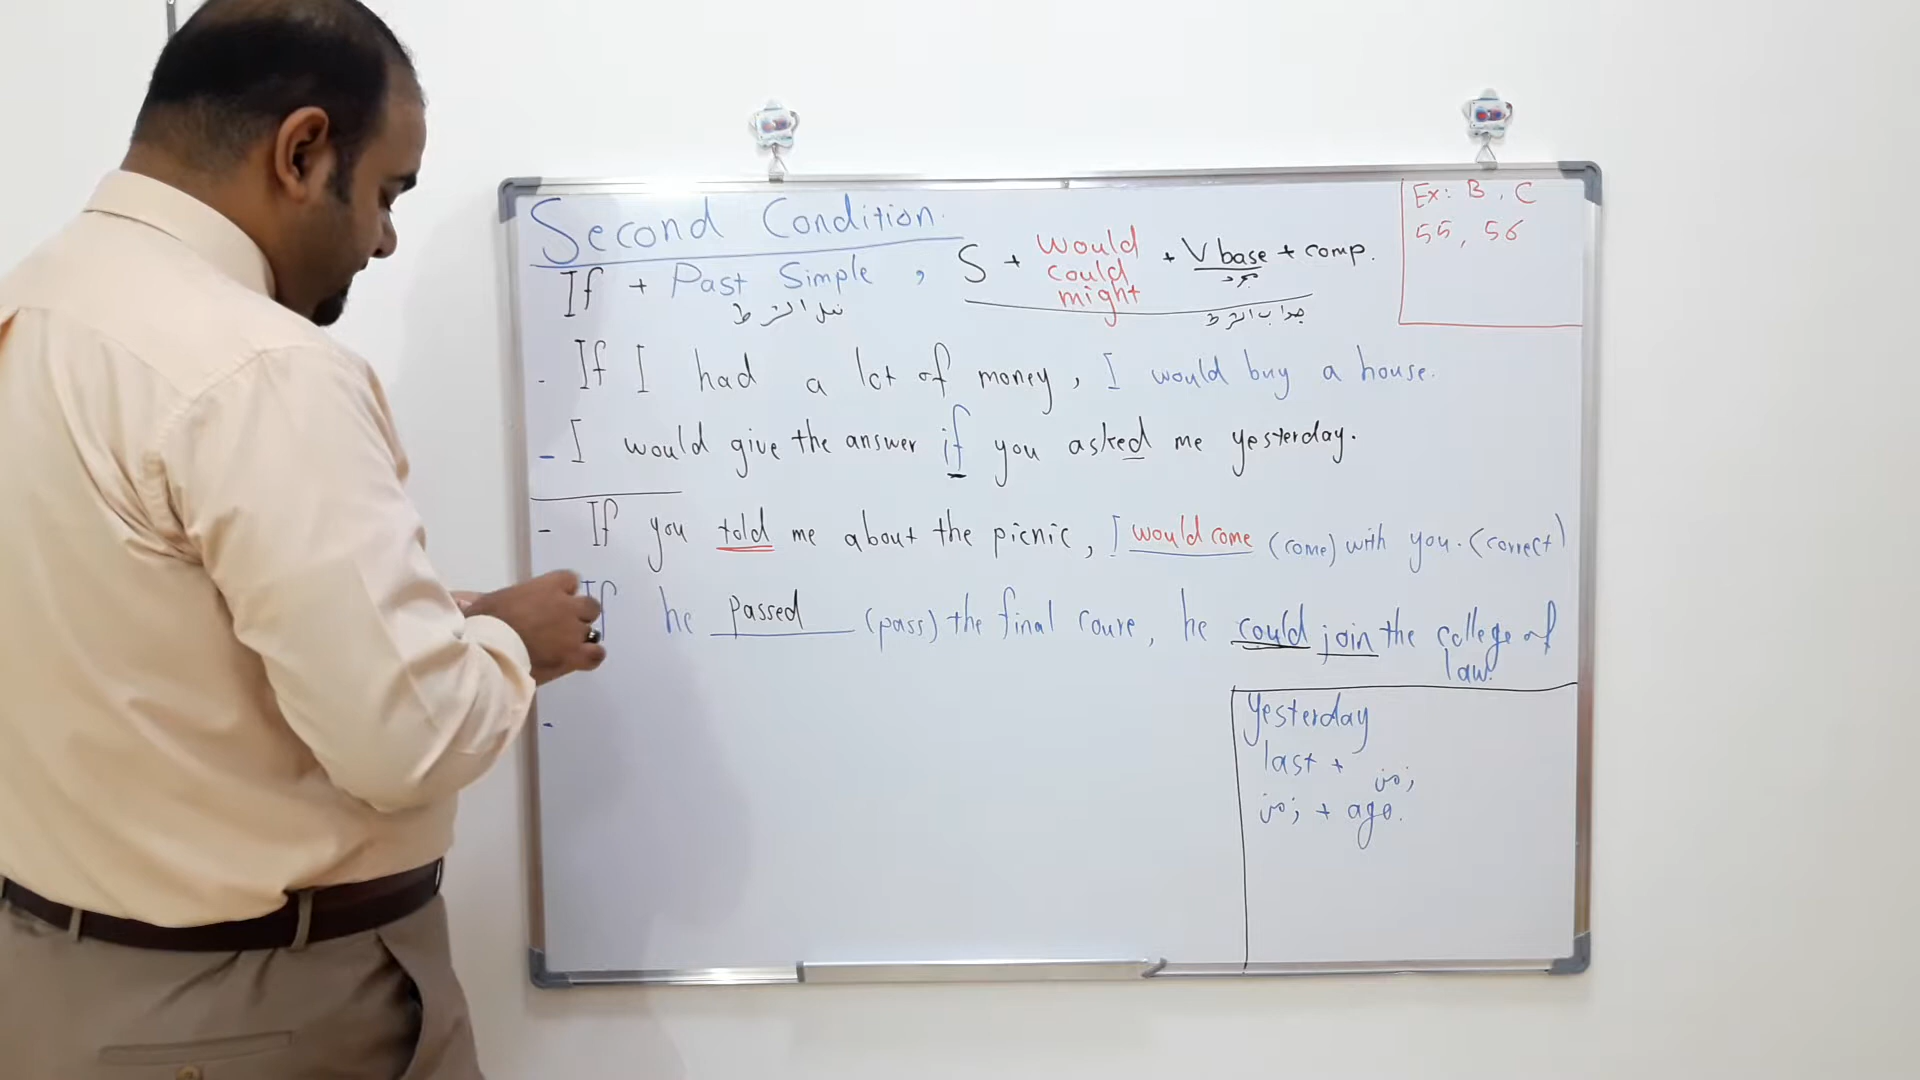 Second Condition.
Ex: B, C
55, 56
If + Past Simple , S + would + V base + comp.
could
might
مجرد
فعل الشرط
جواب الشرط
- If I had a lot of money, I would buy a house.
- I would give the answer if you asked me yesterday.
- If you told me about the picnic, I would come (come) with you. (correct)
If he passed (pass) the final coure, he could join the college of
law.
-
Yesterday
last + زمن
زمن + ago.